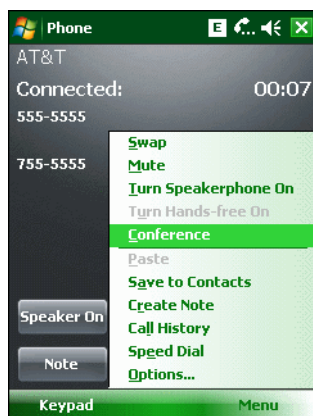 Phone
E
AT&T
Connected: 00:07
555-5555
755-5555
Swap
Mute
Turn Speakerphone On
Turn Hands-free On
Conference
Paste
Save to Contacts
Create Note
Call History
Speed Dial
Options...
Speaker On
Note
Keypad Menu